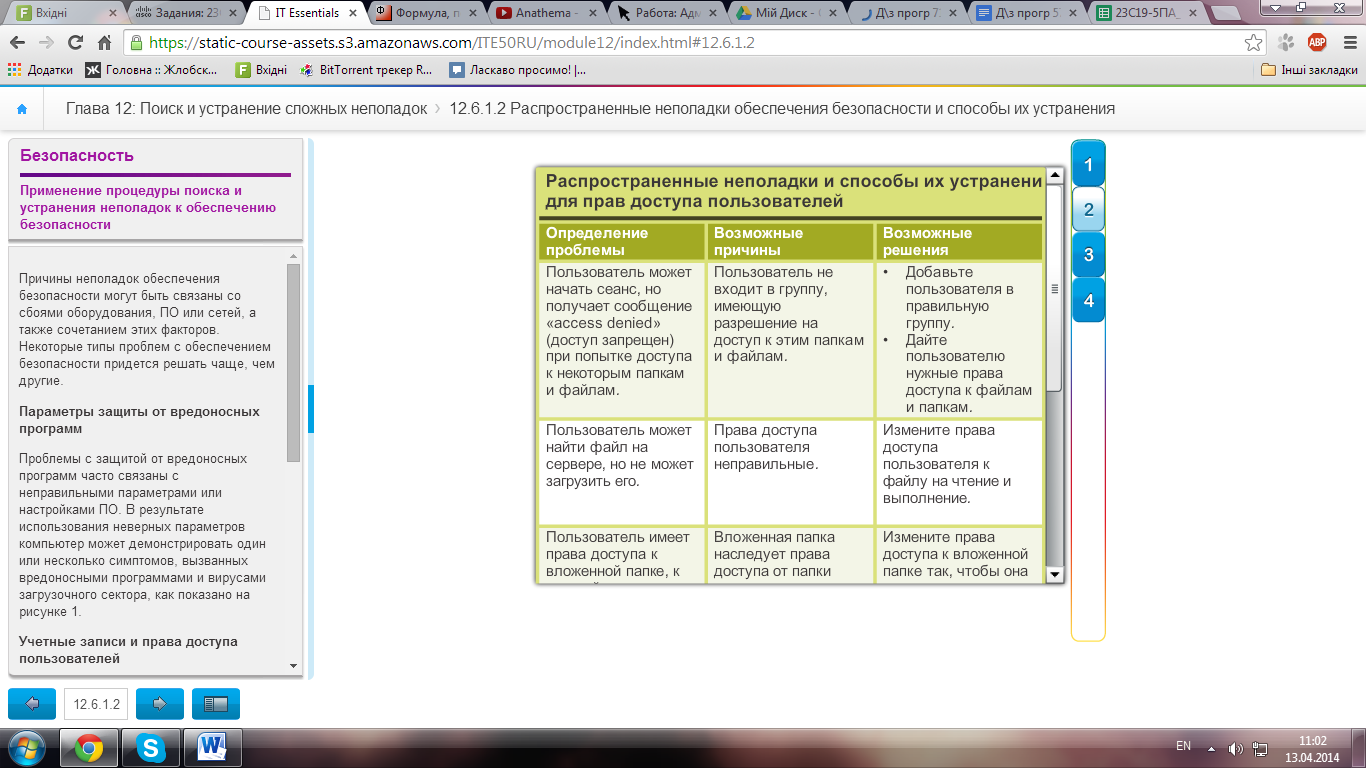 Вхідні
Задания: 23С
IT Essentials
Формула, п
Anathema -
Работа: Адм
Мій Диск - G
Д\з прогр 7
Д\з прогр 5
23С19-5ПА_
https://static-course-assets.s3.amazonaws.com/ITE50RU/module12/index.html#12.6.1.2
ABP
Додатки
Головна :: Жлобск...
Вхідні
BitTorrent трекер R...
Ласкаво просимо! |...
Інші закладки
Глава 12: Поиск и устранение сложных неполадок
12.6.1.2 Распространенные неполадки обеспечения безопасности и способы их устранения
Безопасность
Применение процедуры поиска и
устранения неполадок к обеспечению
безопасности
Причины неполадок обеспечения
безопасности могут быть связаны со
сбоями оборудования, ПО или сетей, а
также сочетанием этих факторов.
Некоторые типы проблем с обеспечением
безопасности придется решать чаще, чем
другие.
Параметры защиты от вредоносных
программ
Проблемы с защитой от вредоносных
программ часто связаны с
неправильными параметрами или
настройками ПО. В результате
использования неверных параметров
компьютер может демонстрировать один
или несколько симптомов, вызванных
вредоносными программами и вирусами
загрузочного сектора, как показано на
рисунке 1.
Учетные записи и права доступа
пользователей
12.6.1.2
Распространенные неполадки и способы их устранени
для прав доступа пользователей
Определение
проблемы
Возможные
причины
Возможные
решения
Пользователь может
начать сеанс, но
получает сообщение
«access denied»
(доступ запрещен)
при попытке доступа
к некоторым папкам
и файлам.
Пользователь не
входит в группу,
имеющую
разрешение на
доступ к этим папкам
и файлам.
• Добавьте
пользователя в
правильную
группу.
• Дайте
пользователю
нужные права
доступа к файлам
и папкам.
Пользователь может
найти файл на
сервере, но не может
загрузить его.
Права доступа
пользователя
неправильные.
Измените права
доступа
пользователя к
файлу на чтение и
выполнение.
Пользователь имеет
права доступа к
вложенной папке, к
Вложенная папка
наследует права
доступа от папки
Измените права
доступа к вложенной
папке так, чтобы она
1
2
3
4
EN
11:02
13.04.2014